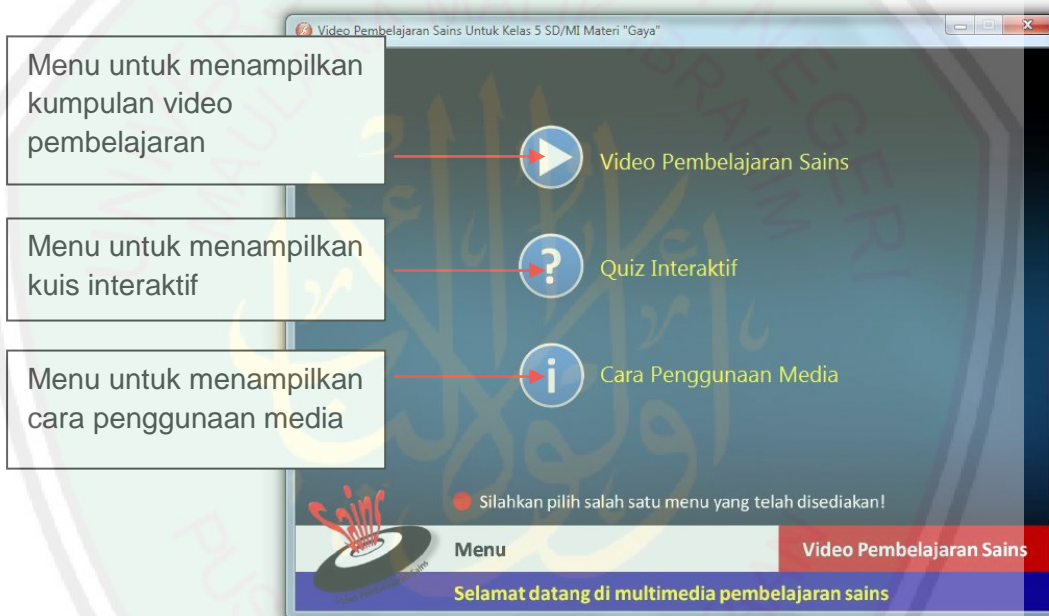 Video Pembelajaran Sains Untuk Kelas 5 SD/MI Materi "Gaya"
Menu untuk menampilkan
kumpulan video
pembelajaran
Video Pembelajaran Sains
Menu untuk menampilkan
kuis interaktif
?
Quiz Interaktif
Menu untuk menampilkan
cara penggunaan media
i
Cara Penggunaan Media
Silahkan pilih salah satu menu yang telah disediakan!
Sains
Menu
Video Pembelajaran Sains
Selamat datang di multimedia pembelajaran sains